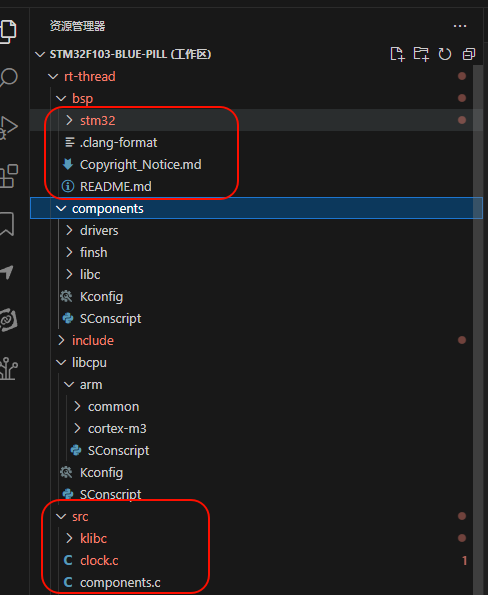 资源管理器
STM32F103-BLUE-PILL (工作区)
rt-thread
bsp
stm32
.clang-format
Copyright_Notice.md
README.md
components
drivers
finsh
libc
Kconfig
SConscript
include
libcpu
arm
common
cortex-m3
SConscript
Kconfig
SConscript
src
klibc
clock.c 1
components.c